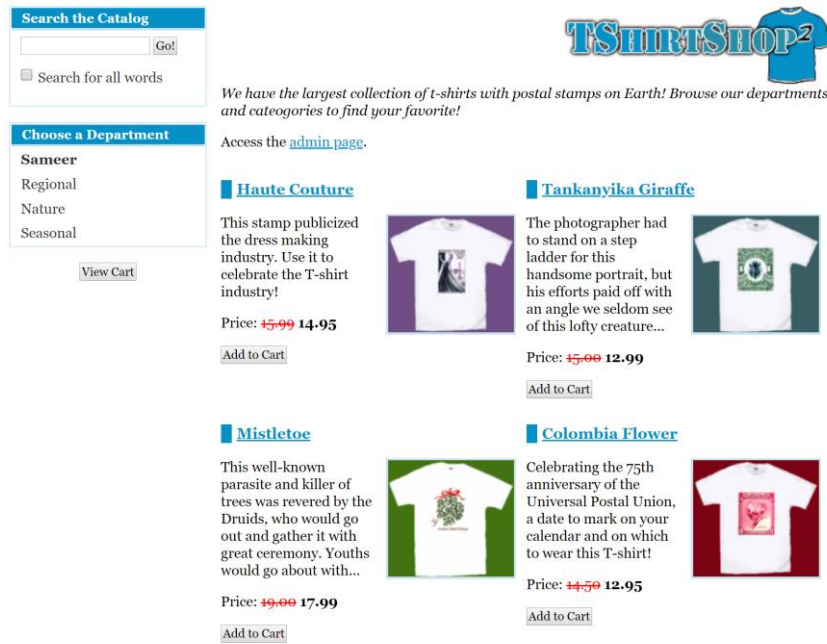 Search the Catalog
Go!
Search for all words
Choose a Department
Sameer
Regional
Nature
Seasonal
View Cart
TShirtShop2
We have the largest collection of t-shirts with postal stamps on Earth! Browse our departments
and cateogories to find your favorite!
Access the admin page.
Haute Couture
This stamp publicized
the dress making
industry. Use it to
celebrate the T-shirt
industry!
Price: 15.99 14.95
Add to Cart
Tankanyika Giraffe
The photographer had
to stand on a step
ladder for this
handsome portrait, but
his efforts paid off with
an angle we seldom see
of this lofty creature...
Price: 15.00 12.99
Add to Cart
Mistletoe
This well-known
parasite and killer of
trees was revered by the
Druids, who would go
out and gather it with
great ceremony. Youths
would go about with...
Price: 19.00 17.99
Add to Cart
Colombia Flower
Celebrating the 75th
anniversary of the
Universal Postal Union,
a date to mark on your
calendar and on which
to wear this T-shirt!
Price: 14.50 12.95
Add to Cart